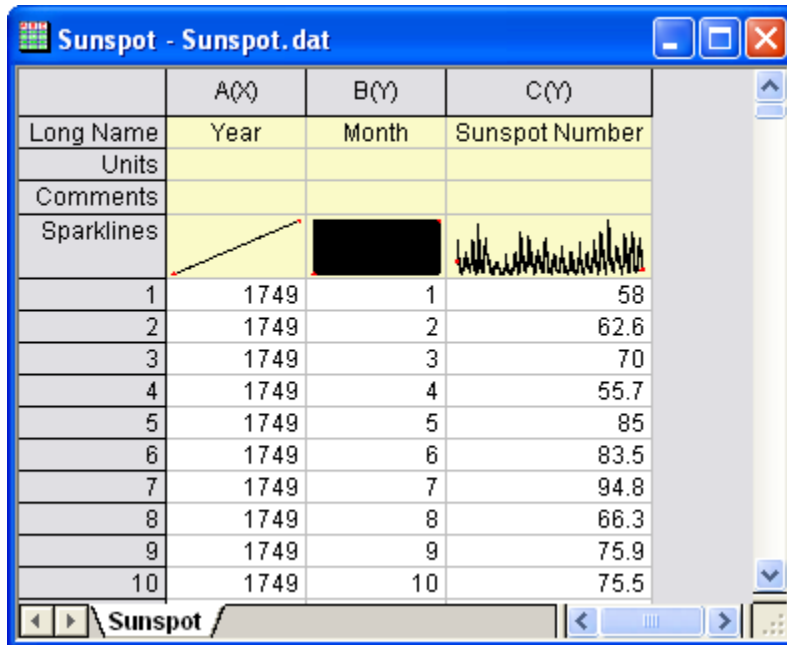 Sunspot - Sunspot.dat
A(X) B(Y) C(Y)
Long Name Year Month Sunspot Number
Units
Comments
Sparklines
1 1749 1 58
2 1749 2 62.6
3 1749 3 70
4 1749 4 55.7
5 1749 5 85
6 1749 6 83.5
7 1749 7 94.8
8 1749 8 66.3
9 1749 9 75.9
10 1749 10 75.5
Sunspot